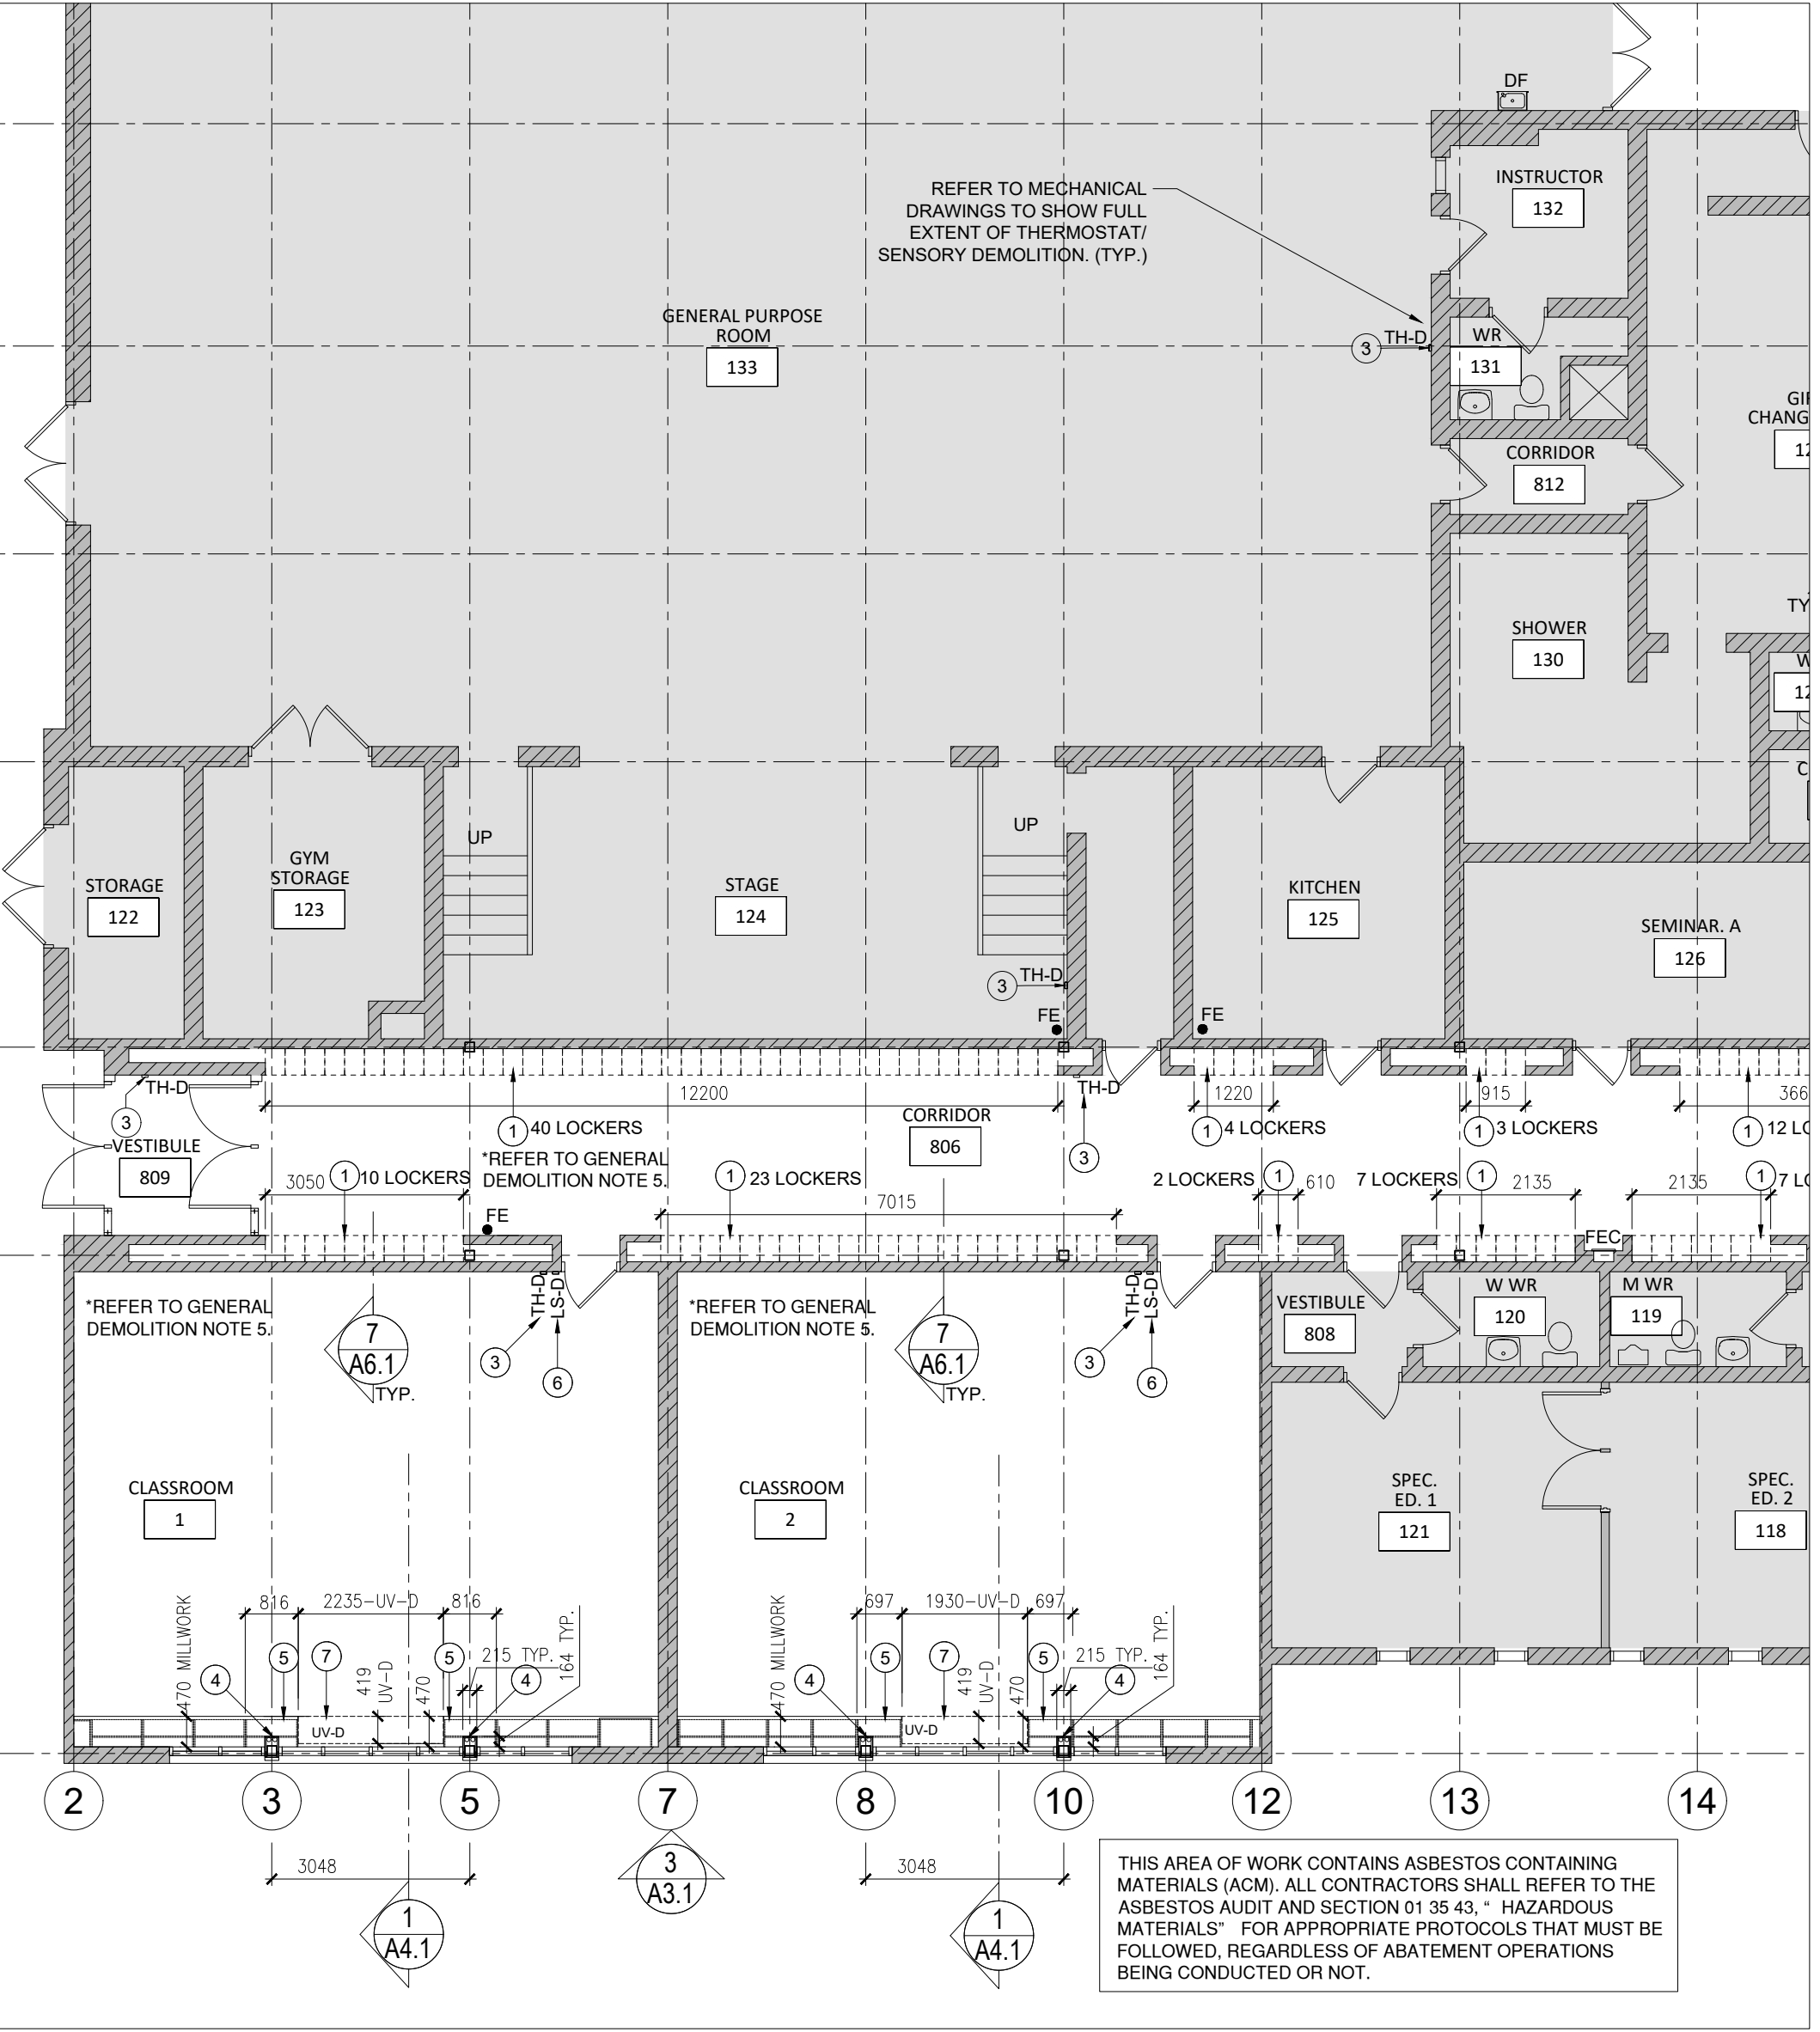 DF
INSTRUCTOR
132
REFER TO MECHANICAL
DRAWINGS TO SHOW FULL
EXTENT OF THERMOSTAT/
SENSORY DEMOLITION. (TYP.)
GENERAL PURPOSE
ROOM
133
3
TH-D
WR
131
CORRIDOR
812
SHOWER
130
UP
UP
STORAGE
122
GYM
STORAGE
123
STAGE
124
KITCHEN
125
SEMINAR. A
126
3
TH-D
FE
FE
TH-D
3
VESTIBULE
809
12200
1
40 LOCKERS
*REFER TO GENERAL
DEMOLITION NOTE 5.
CORRIDOR
806
TH-D
3
1220
1
4 LOCKERS
915
1
3 LOCKERS
366
1
12 LO
3050
1
10 LOCKERS
FE
1
23 LOCKERS
7015
2 LOCKERS
1
610
7 LOCKERS
1
2135
2135
1
7 LO
FEC
*REFER TO GENERAL
DEMOLITION NOTE 5.
7
A6.1
TYP.
TH-D
LS-D
3
6
*REFER TO GENERAL
DEMOLITION NOTE 5.
7
A6.1
TYP.
TH-D
LS-D
3
6
VESTIBULE
808
W WR
120
M WR
119
CLASSROOM
1
CLASSROOM
2
SPEC.
ED. 1
121
SPEC.
ED. 2
118
470 MILLWORK
816
2235-UV-D
816
4
5
7
419
UV-D
470
5
215 TYP.
4
164 TYP.
UV-D
470 MILLWORK
697
1930-UV-D
697
4
5
7
419
UV-D
470
5
215 TYP.
4
164 TYP.
UV-D
2
3
5
7
8
10
12
13
14
3048
3
A3.1
3048
1
A4.1
1
A4.1
THIS AREA OF WORK CONTAINS ASBESTOS CONTAINING
MATERIALS (ACM). ALL CONTRACTORS SHALL REFER TO THE
ASBESTOS AUDIT AND SECTION 01 35 43, “ HAZARDOUS
MATERIALS” FOR APPROPRIATE PROTOCOLS THAT MUST BE
FOLLOWED, REGARDLESS OF ABATEMENT OPERATIONS
BEING CONDUCTED OR NOT.